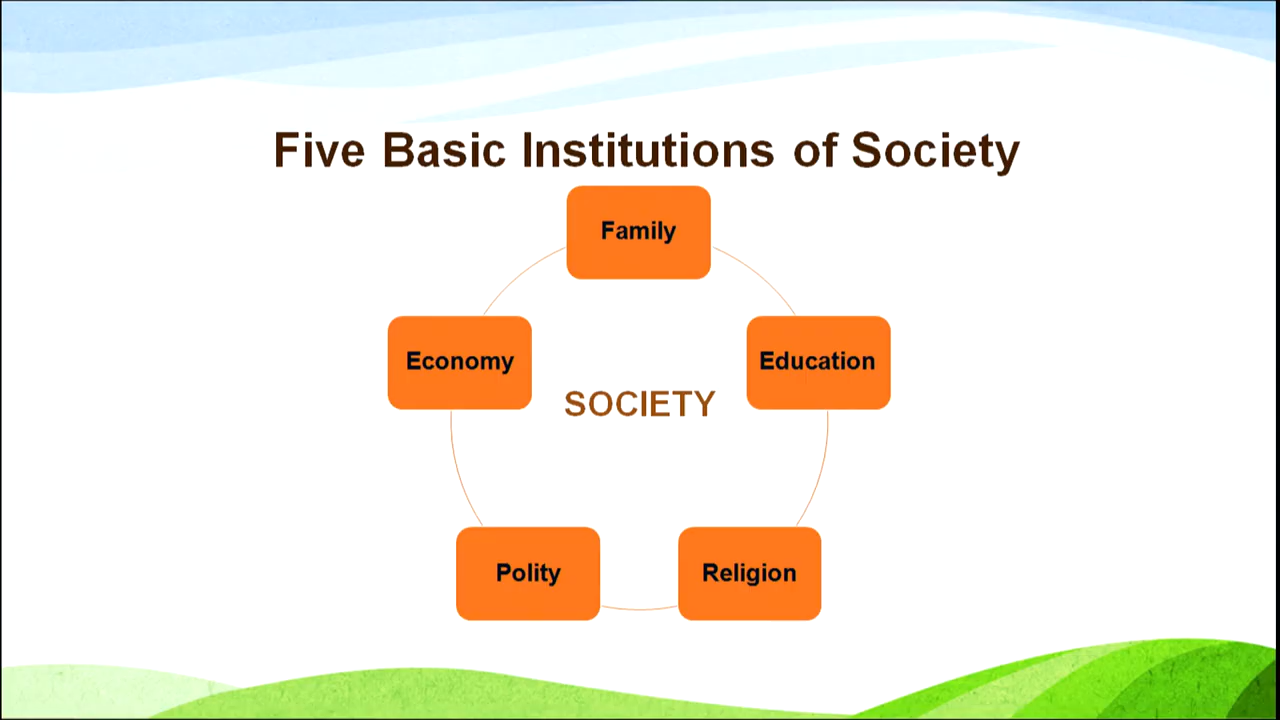 Five Basic Institutions of Society
Family
Economy
Education
SOCIETY
Polity
Religion